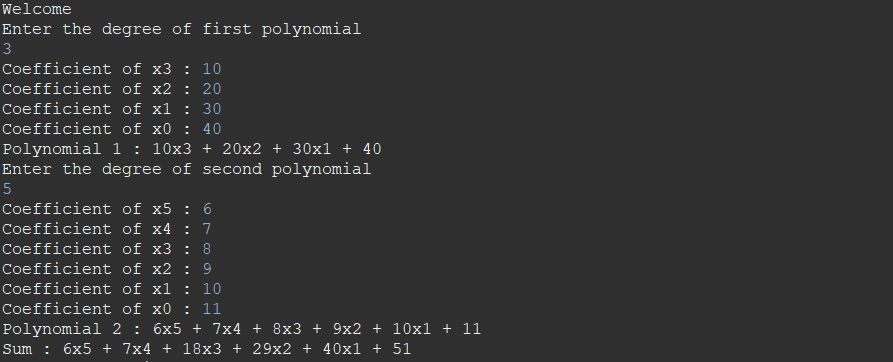 Welcome
Enter the degree of first polynomial
3
Coefficient of x3 : 10
Coefficient of x2 : 20
Coefficient of x1 : 30
Coefficient of x0 : 40
Polynomial 1 : 10x3 + 20x2 + 30x1 + 40
Enter the degree of second polynomial
5
Coefficient of x5 : 6
Coefficient of x4 : 7
Coefficient of x3 : 8
Coefficient of x2 : 9
Coefficient of x1 : 10
Coefficient of x0 : 11
Polynomial 2 : 6x5 + 7x4 + 8x3 + 9x2 + 10x1 + 11
Sum : 6x5 + 7x4 + 18x3 + 29x2 + 40x1 + 51